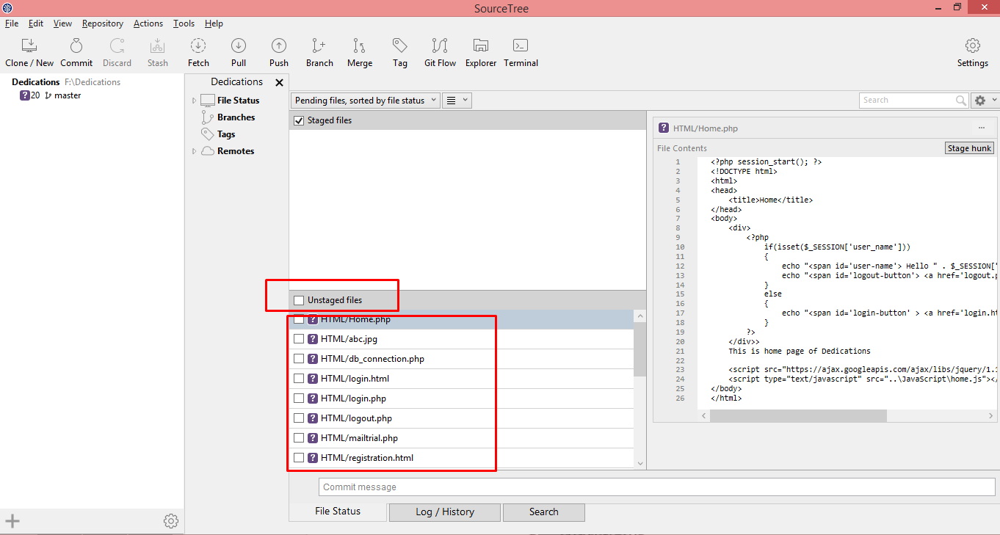 SourceTree
File Edit View Repository Actions Tools Help
Clone / New Commit Discard Stash Fetch Pull Push Branch Merge Tag Git Flow Explorer Terminal Settings
Dedications F:\Dedications
20 master
Dedications
File Status
Branches
Tags
Remotes
Pending files, sorted by file status
Search
Staged files
Unstaged files
? HTML/Home.php
? HTML/abc.jpg
? HTML/db_connection.php
? HTML/login.html
? HTML/login.php
? HTML/logout.php
? HTML/mailtrial.php
? HTML/registration.html
? HTML/Home.php ...
File Contents Stage hunk
1 <?php session_start(); ?>
2 <!DOCTYPE html>
3 <html>
4 <head>
5 <title>Home</title>
6 </head>
7 <body>
8 <div>
9 <?php
10 if(isset($_SESSION['user_name']))
11 {
12 echo "<span id='user-name'> Hello " . $_SESSION['
13 echo "<span id='logout-button'> <a href='logout.p
14 }
15 else
16 {
17 echo "<span id='login-button' > <a href='login.ht
18 }
19 ?>
20 </div>>
21 This is home page of Dedications
22
23 <script src="https://ajax.googleapis.com/ajax/libs/jquery/1.1
24 <script type="text/javascript" src="..\JavaScript\home.js"></
25 </body>
26 </html>
Commit message
File Status Log / History Search